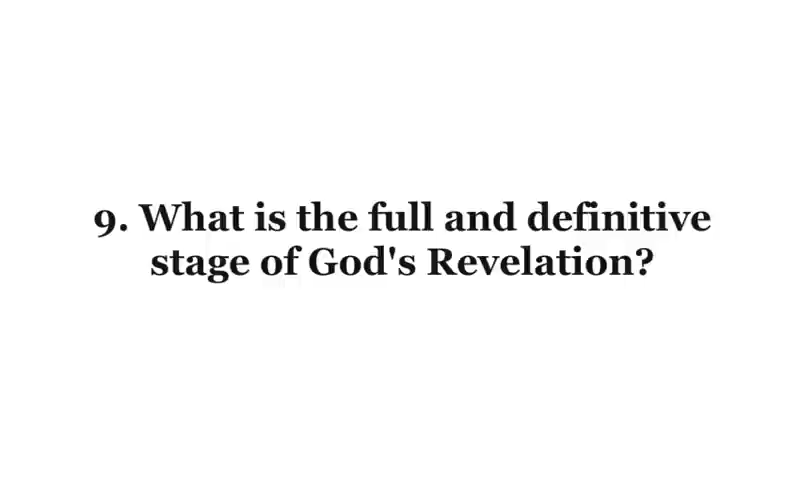 9. What is the full and definitive
stage of God's Revelation?